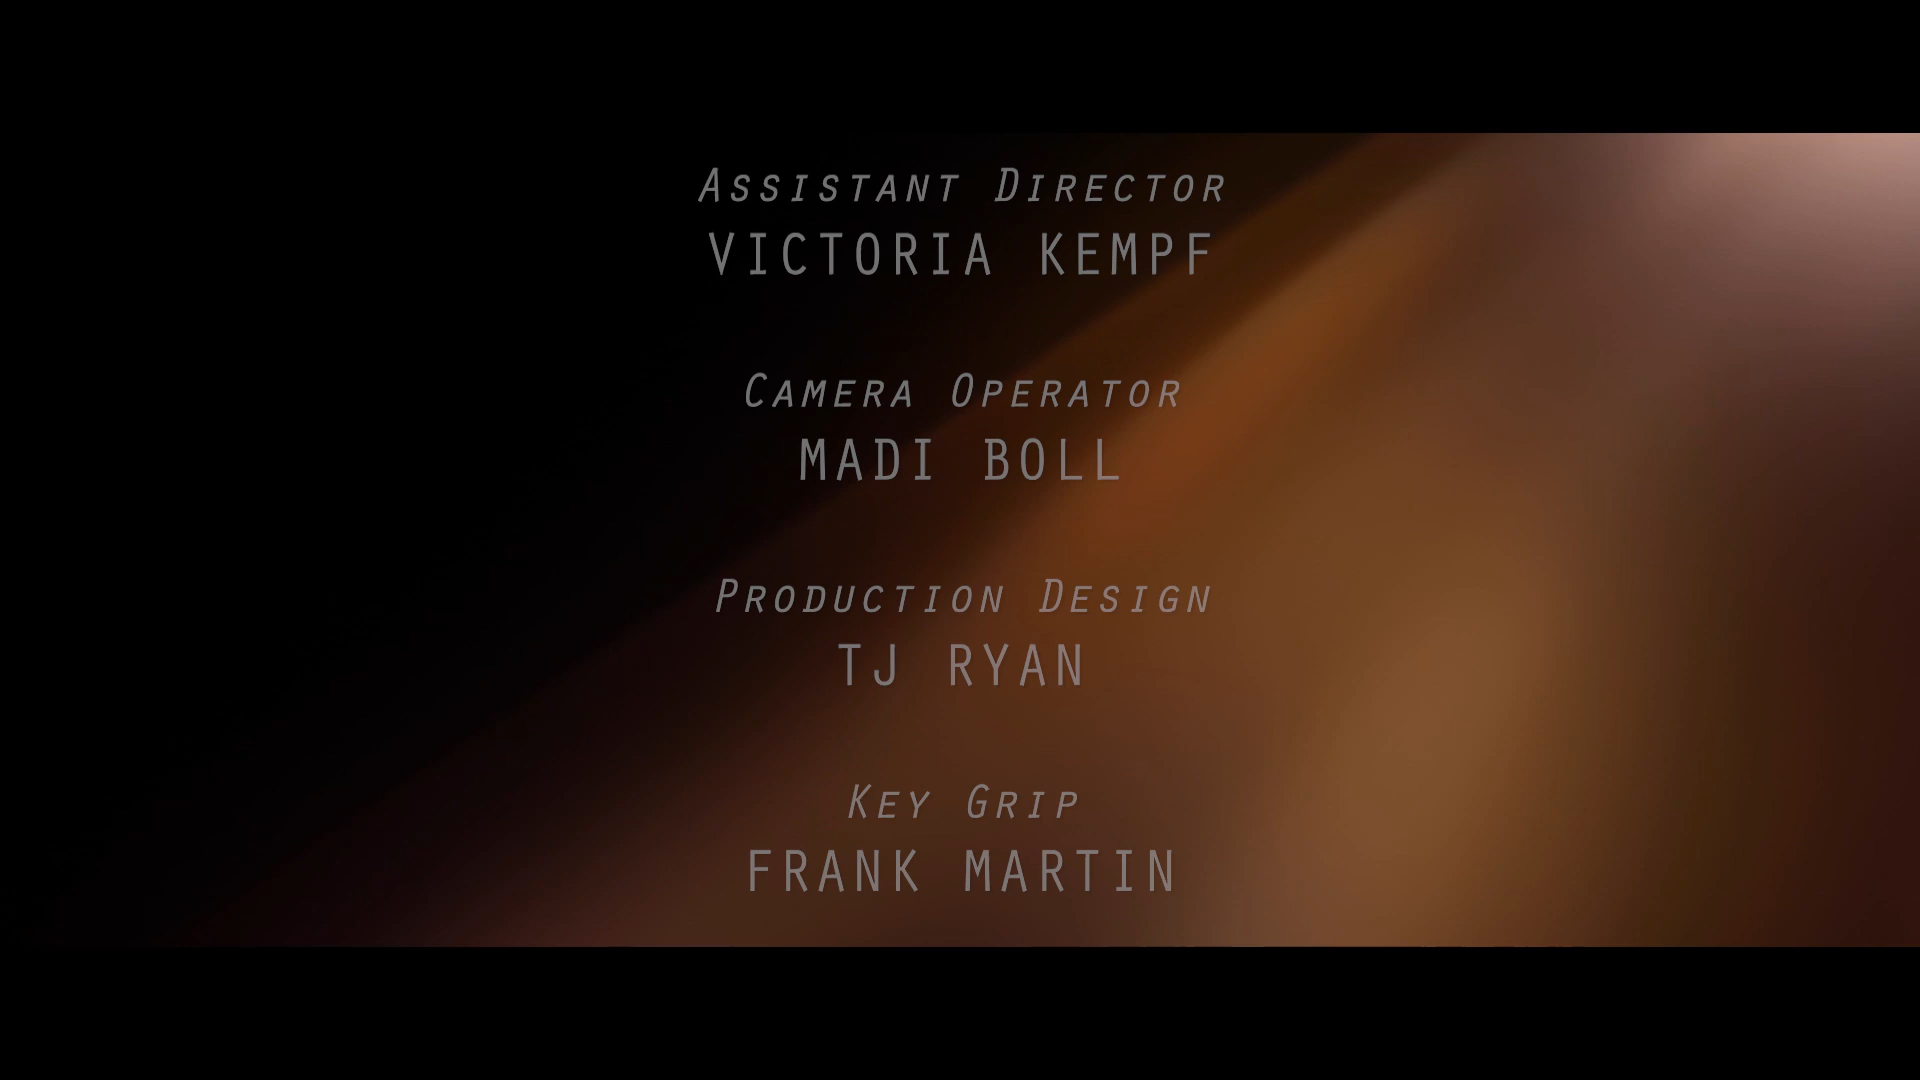 Assistant Director
VICTORIA KEMPF
Camera Operator
MADI BOLL
Production Design
TJ RYAN
Key Grip
FRANK MARTIN